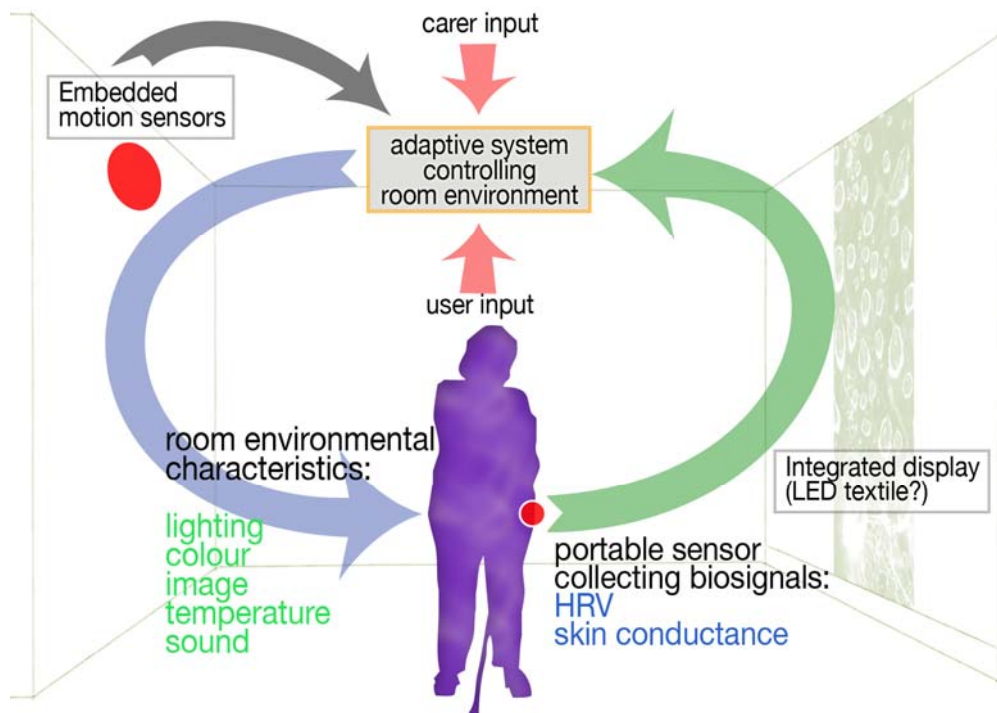 carer input
Embedded
motion sensors
adaptive system
controlling
room environment
user input
room environmental
characteristics:
lighting
colour
image
temperature
sound
Integrated display
(LED textile?)
portable sensor
collecting biosignals:
HRV
skin conductance